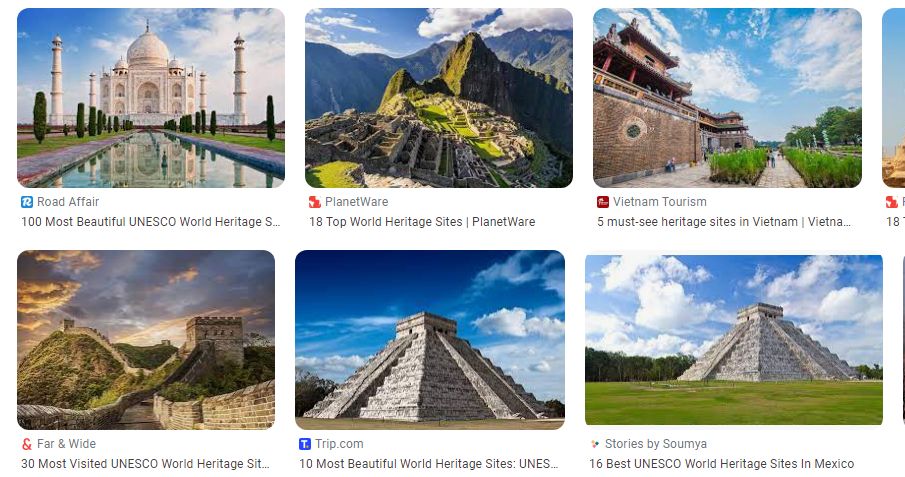 Road Affair
100 Most Beautiful UNESCO World Heritage S...
PlanetWare
18 Top World Heritage Sites | PlanetWare
Vietnam Tourism
5 must-see heritage sites in Vietnam | Vietna...
18
Far & Wide
30 Most Visited UNESCO World Heritage Sit...
Trip.com
10 Most Beautiful World Heritage Sites: UNES...
Stories by Soumya
16 Best UNESCO World Heritage Sites In Mexico